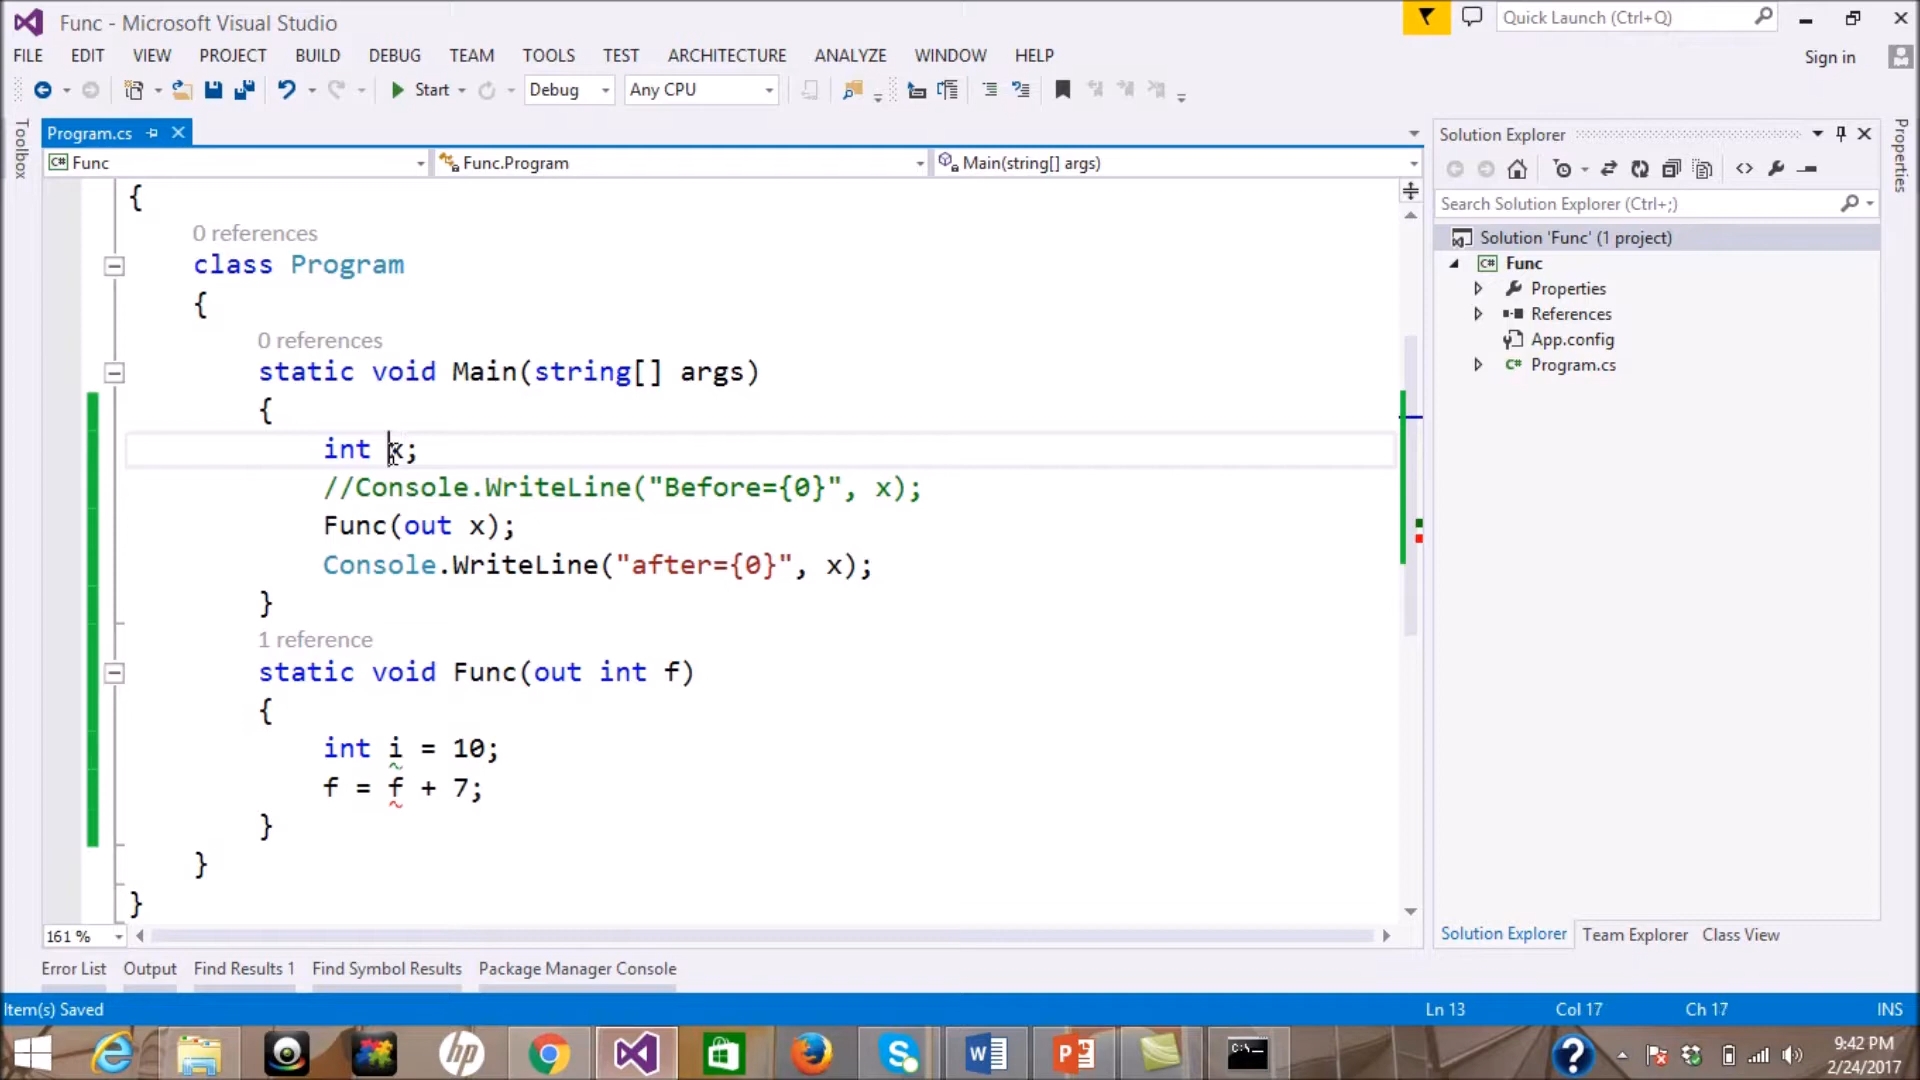 Func - Microsoft Visual Studio
Quick Launch (Ctrl+Q)
FILE EDIT VIEW PROJECT BUILD DEBUG TEAM TOOLS TEST ARCHITECTURE ANALYZE WINDOW HELP
Sign in
Start Debug Any CPU
Toolbox
Program.cs
Func Func.Program Main(string[] args)
{
0 references
class Program
{
0 references
static void Main(string[] args)
{
int x;
//Console.WriteLine("Before={0}", x);
Func(out x);
Console.WriteLine("after={0}", x);
}
1 reference
static void Func(out int f)
{
int i = 10;
f = f + 7;
}
}
}
161 %
Solution Explorer
Search Solution Explorer (Ctrl+;)
Solution 'Func' (1 project)
C# Func
Properties
References
App.config
C# Program.cs
Solution Explorer Team Explorer Class View
Properties
Error List Output Find Results 1 Find Symbol Results Package Manager Console
Item(s) Saved
Ln 13 Col 17 Ch 17 INS
9:42 PM
2/24/2017